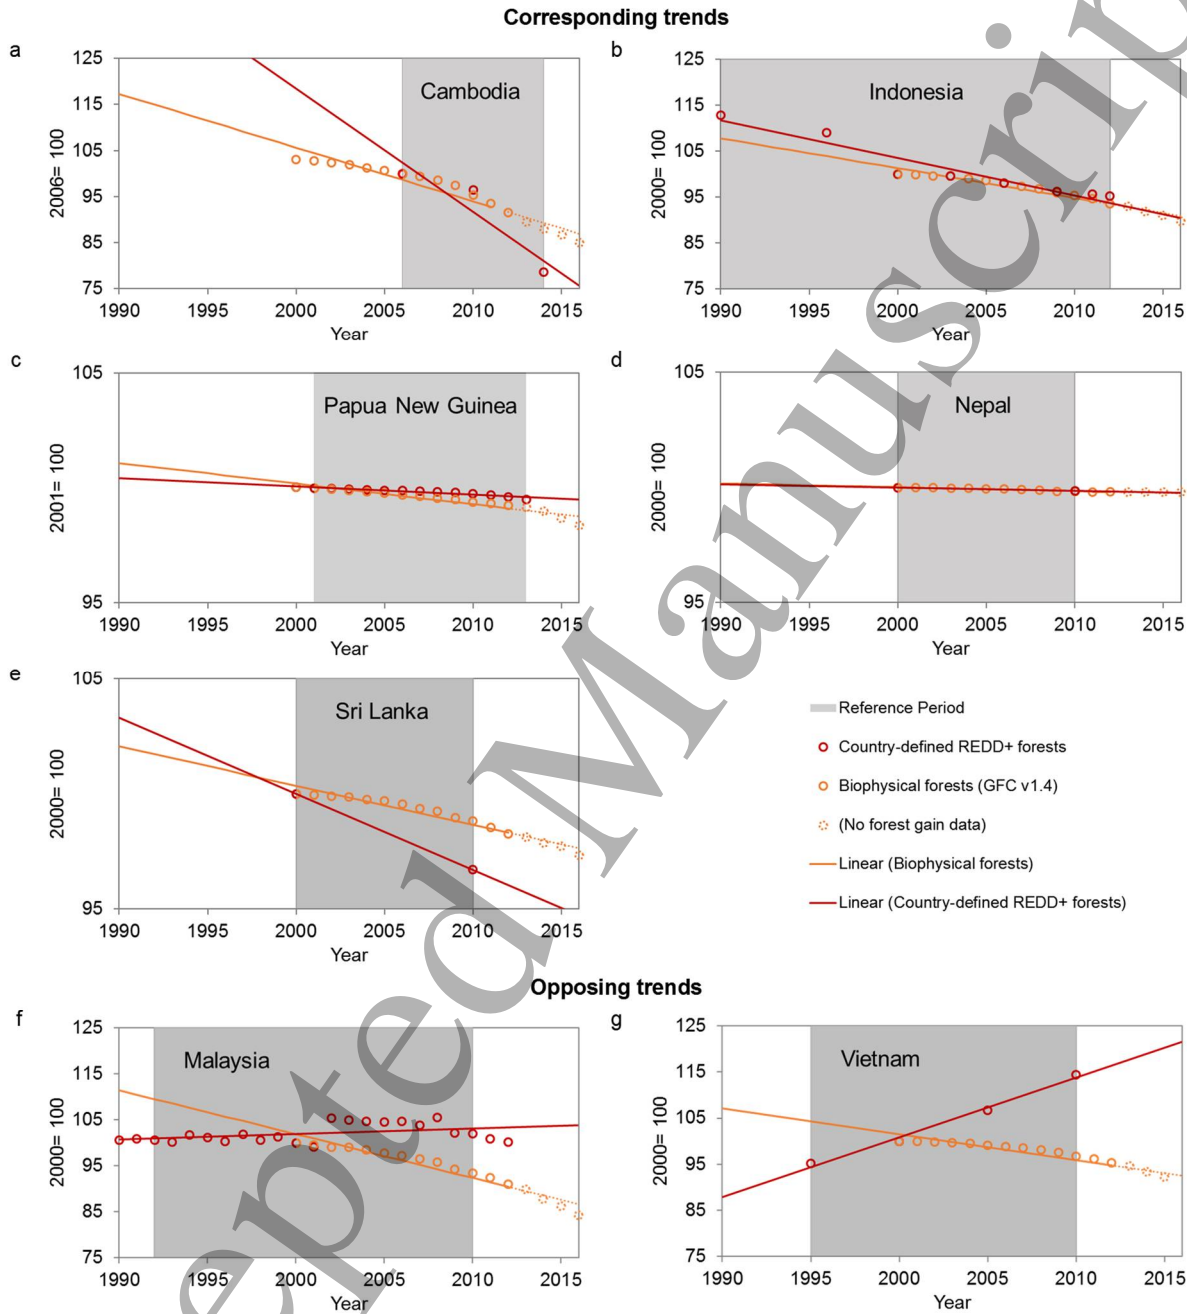 Corresponding trends
a
125
115
105
95
85
75
2006= 100
Cambodia
1990 1995 2000 2005 2010 2015
Year
b
125
115
105
95
85
75
2000= 100
Indonesia
1990 1995 2000 2005 2010 2015
Year
c
105
95
2001= 100
Papua New Guinea
1990 1995 2000 2005 2010 2015
Year
d
105
95
2000= 100
Nepal
1990 1995 2000 2005 2010 2015
Year
e
105
95
2000= 100
Sri Lanka
1990 1995 2000 2005 2010 2015
Year
Reference Period
Country-defined REDD+ forests
Biophysical forests (GFC v1.4)
(No forest gain data)
Linear (Biophysical forests)
Linear (Country-defined REDD+ forests)
Opposing trends
f
125
115
105
95
85
75
2000= 100
Malaysia
1990 1995 2000 2005 2010 2015
Year
g
125
115
105
95
85
75
2000= 100
Vietnam
1990 1995 2000 2005 2010 2015
Year
epted Manuscrip